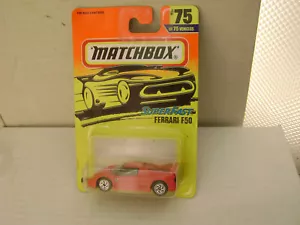 #75
OF 75 VEHICLES
MATCHBOX
SUPERFAST
FERRARI F50